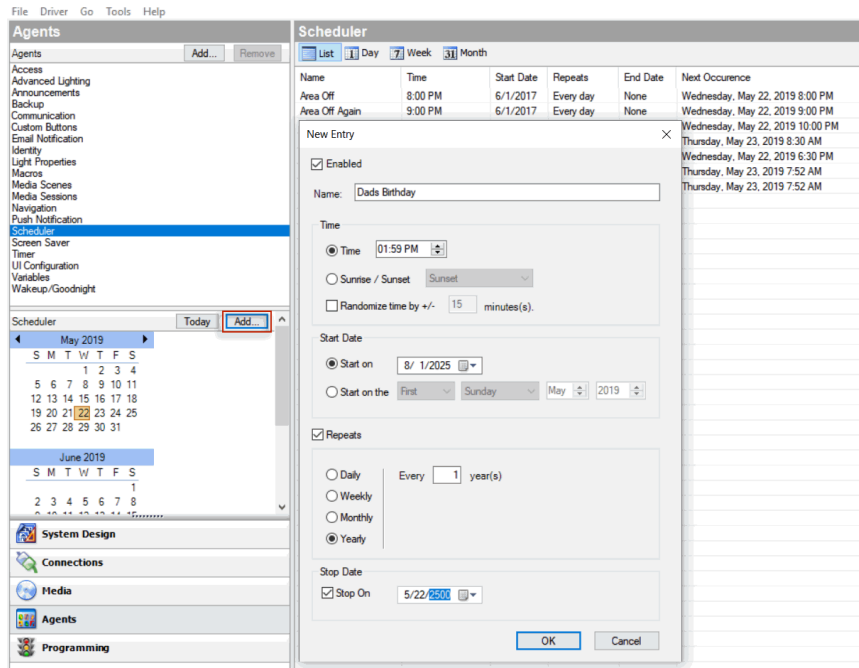 File Driver Go Tools Help
Agents
Agents Add... Remove
Access
Advanced Lighting
Announcements
Backup
Communication
Custom Buttons
Email Notification
Identity
Light Properties
Macros
Media Scenes
Media Sessions
Navigation
Push Notification
Scheduler
Screen Saver
Timer
UI Configuration
Variables
Wakeup/Goodnight
Scheduler Today Add...
May 2019
S M T W T F S
1 2 3 4
5 6 7 8 9 10 11
12 13 14 15 16 17 18
19 20 21 22 23 24 25
26 27 28 29 30 31
June 2019
S M T W T F S
1
2 3 4 5 6 7 8
System Design
Connections
Media
Agents
Programming
Scheduler
List 1 Day 7 Week 31 Month
Name Time Start Date Repeats End Date Next Occurence
Area Off 8:00 PM 6/1/2017 Every day None Wednesday, May 22, 2019 8:00 PM
Area Off Again 9:00 PM 6/1/2017 Every day None Wednesday, May 22, 2019 9:00 PM
Wednesday, May 22, 2019 10:00 PM
Thursday, May 23, 2019 8:30 AM
Wednesday, May 22, 2019 6:30 PM
Thursday, May 23, 2019 7:52 AM
Thursday, May 23, 2019 7:52 AM
New Entry
Enabled
Name: Dads Birthday
Time
Time 01:59 PM
Sunrise / Sunset Sunset
Randomize time by +/- 15 minutes(s).
Start Date
Start on 8/ 1/2025
Start on the First Sunday May 2019
Repeats
Daily Every 1 year(s)
Weekly
Monthly
Yearly
Stop Date
Stop On 5/22/2500
OK Cancel